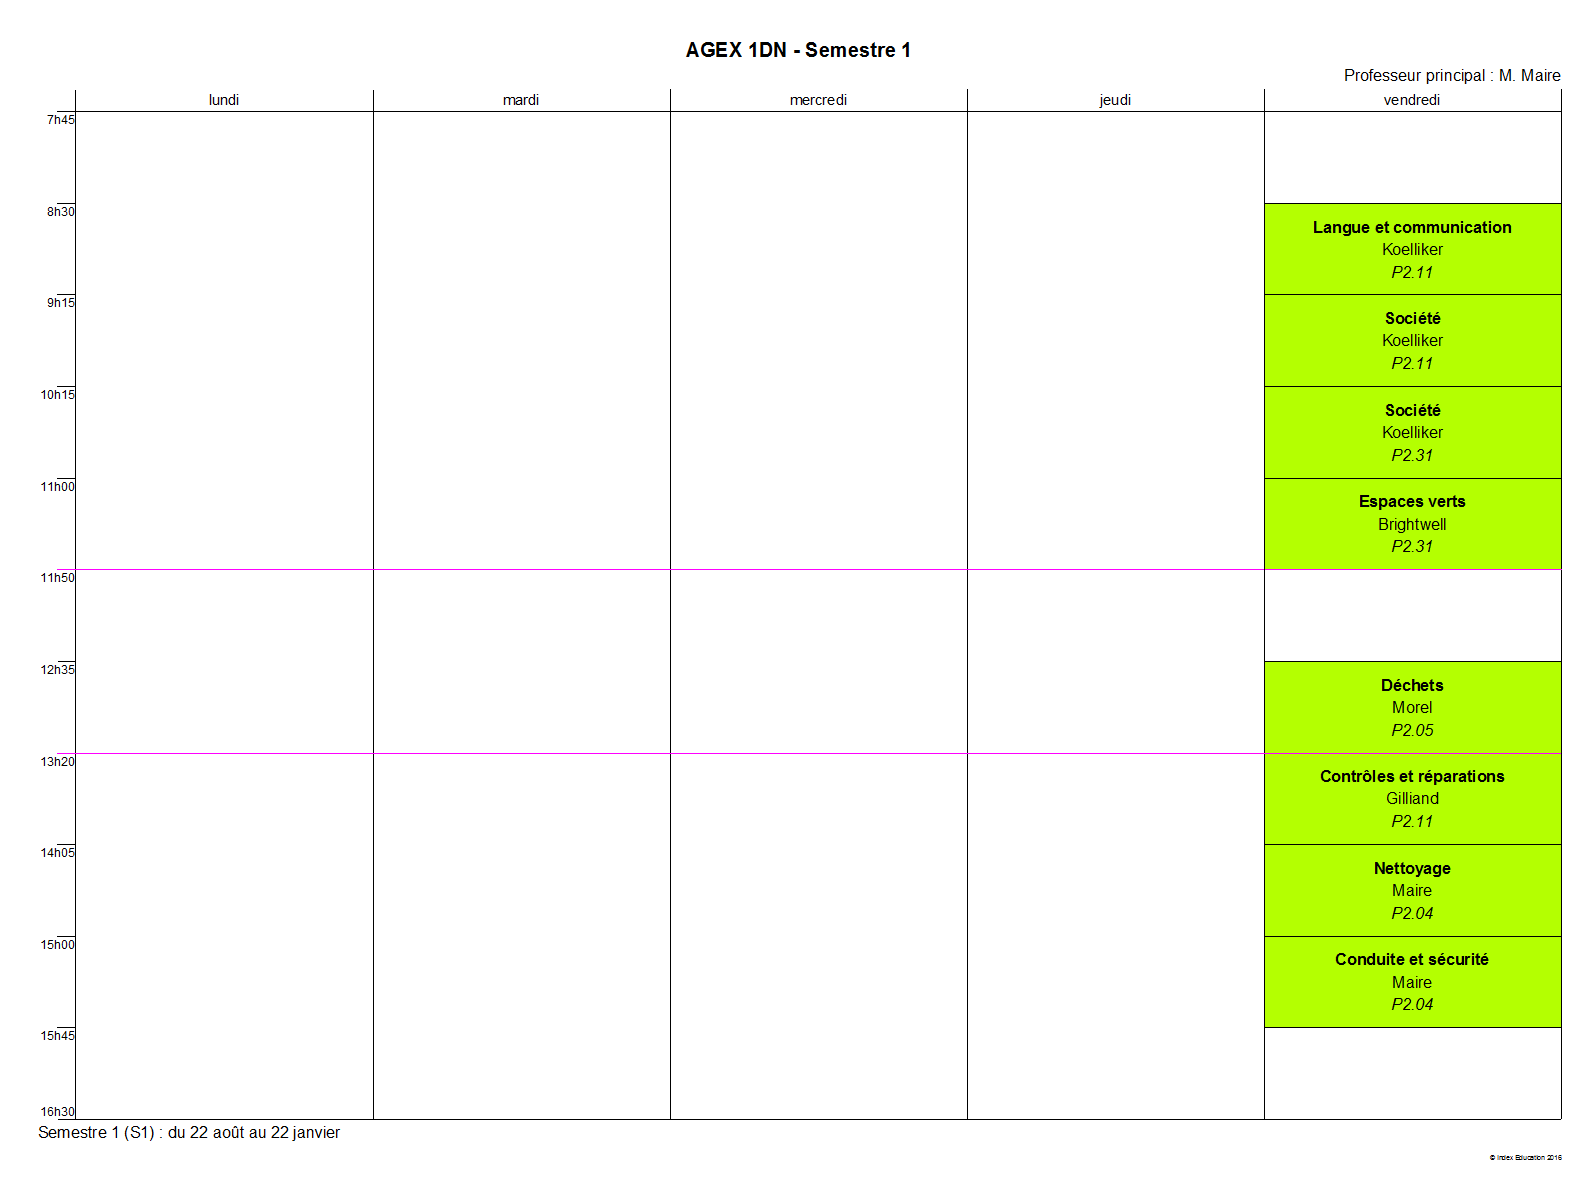 AGEX 1DN - Semestre 1
Professeur principal : M. Maire
lundi mardi mercredi jeudi vendredi
7h45
8h30
Langue et communication
Koelliker
P2.11
9h15
Société
Koelliker
P2.11
10h15
Société
Koelliker
P2.31
11h00
Espaces verts
Brightwell
P2.31
11h50
12h35
Déchets
Morel
P2.05
13h20
Contrôles et réparations
Gilliand
P2.11
14h05
Nettoyage
Maire
P2.04
15h00
Conduite et sécurité
Maire
P2.04
15h45
16h30
Semestre 1 (S1) : du 22 août au 22 janvier
© Index Education 2016